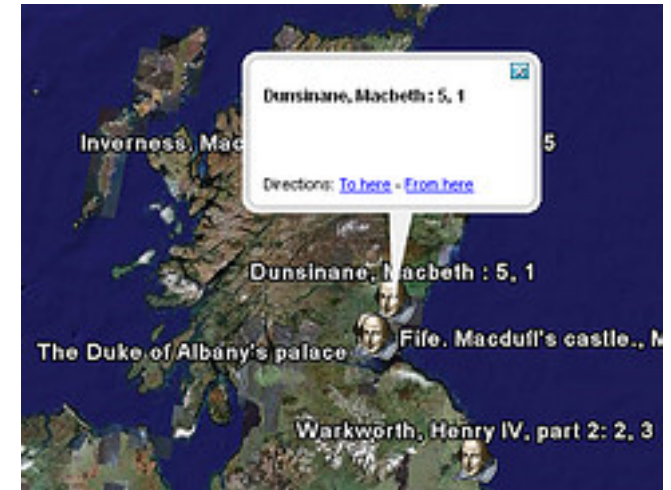 Dunsinane, Macbeth : 5, 1
Inverness, Mac 5
Directions: To here - From here
Dunsinane, Macbeth : 5, 1
Fife. Macduff's castle., M
The Duke of Albany's palace
Warkworth, Henry IV, part 2: 2, 3